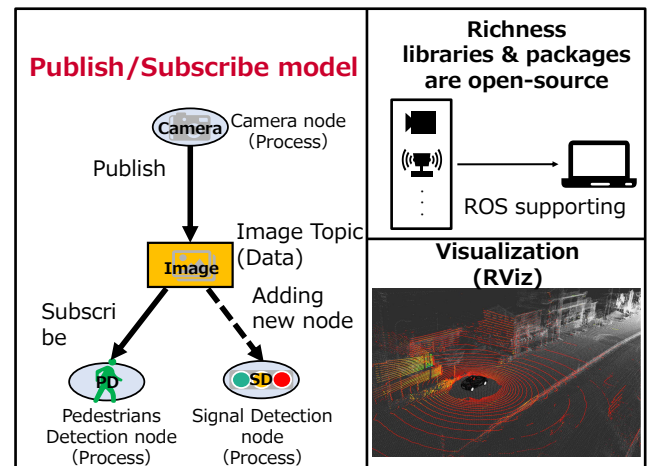 Publish/Subscribe model
Camera
Camera node
(Process)
Publish
Image
Image Topic
(Data)
Subscri
be
Adding
new node
PD
SD
Pedestrians
Detection node
(Process)
Signal Detection
node
(Process)
Richness
libraries & packages
are open-source
ROS supporting
Visualization
(RViz)